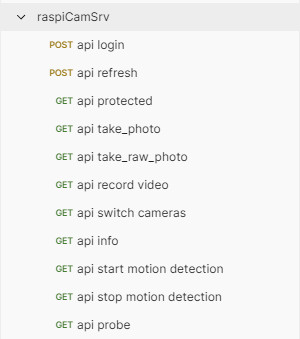 raspiCamSrv
POST api login
POST api refresh
GET api protected
GET api take_photo
GET api take_raw_photo
GET api record video
GET api switch cameras
GET api info
GET api start motion detection
GET api stop motion detection
GET api probe